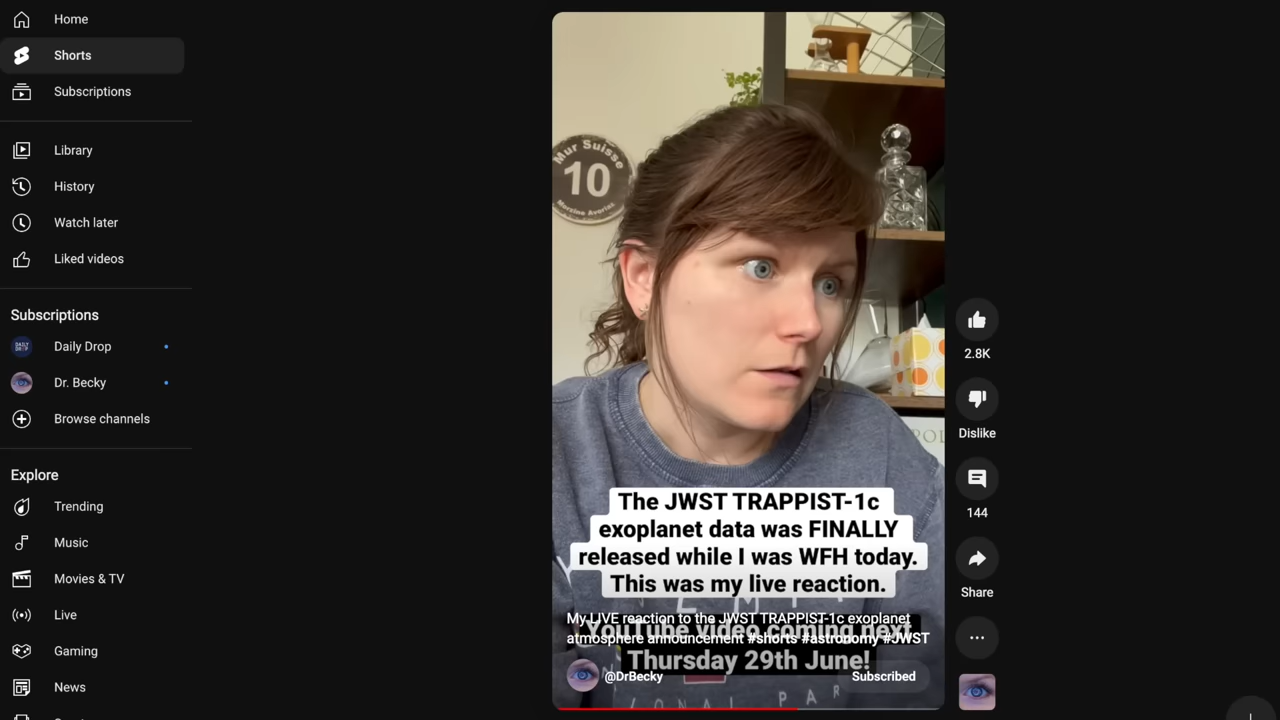 Home
Shorts
Subscriptions
Library
History
Watch later
Liked videos
Subscriptions
Daily Drop
Dr. Becky
Browse channels
Explore
Trending
Music
Movies & TV
Live
Gaming
News
Mur Suisse
10
Morzine Avoriaz
The JWST TRAPPIST-1c
exoplanet data was FINALLY
released while I was WFH today.
This was my live reaction.
My LIVE reaction to the JWST TRAPPIST-1c exoplanet
atmosphere announcement #shorts #astronomy #JWST
YouTube video coming next
Thursday 29th June!
@DrBecky
Subscribed
2.8K
Dislike
144
Share